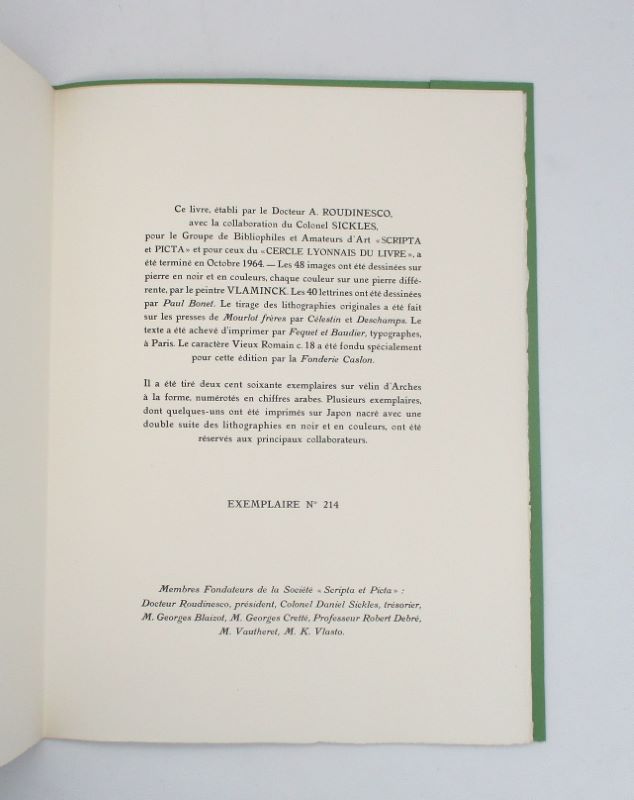 Ce livre, établi par le Docteur A. ROUDINESCO,
avec la collaboration du Colonel SICKLES,
pour le Groupe de Bibliophiles et Amateurs d'Art «SCRIPTA
et PICTA» et pour ceux du «CERCLE LYONNAIS DU LIVRE», a
été terminé en Octobre 1964. — Les 48 images ont été dessinées sur
pierre en noir et en couleurs, chaque couleur sur une pierre diffé-
rente, par le peintre VLAMINCK. Les 40 lettrines ont été dessinées
par Paul Bonet. Le tirage des lithographies originales a été fait
sur les presses de Mourlot frères par Célestin et Deschamps. Le
texte a été achevé d'imprimer par Fequet et Baudier, typographes,
à Paris. Le caractère Vieux Romain c. 18 a été fondu spécialement
pour cette édition par la Fonderie Caslon.
Il a été tiré deux cent soixante exemplaires sur vélin d'Arches
à la forme, numérotés en chiffres arabes. Plusieurs exemplaires,
dont quelques-uns ont été imprimés sur Japon nacré avec une
double suite des lithographies en noir et en couleurs, ont été
réservés aux principaux collaborateurs.
EXEMPLAIRE N° 214
Membres Fondateurs de la Société « Scripta et Picta» :
Docteur Roudinesco, président, Colonel Daniel Sickles, trésorier,
M. Georges Blaizot, M. Georges Cretté, Professeur Robert Debré,
M. Vautheret, M. K. Vlasto.